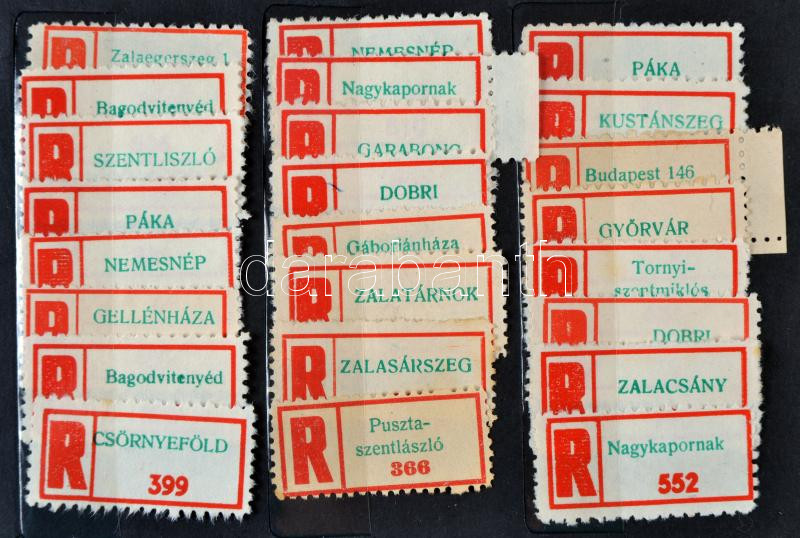 Zalaegerszeg 1
Bagodvitenyéd
R
SZENTLISZLÓ
PÁKA
NEMESNÉP
GELLÉNHÁZA
R
Bagodvitenyéd
R
CSÖRNYEFÖLD
399
NEMESNÉP
Nagykapornak
GARABONC
DOBRI
Gáborjánháza
R
ZALATÁRNOK
R
ZALASÁRSZEG
R
Puszta-
szentlászló
366
PÁKA
KUSTÁNSZEG
Budapest 146
GYŐRVÁR
Tornyi-
szentmiklós
DOBRI
R
ZALACSÁNY
R
Nagykapornak
552
darabanth